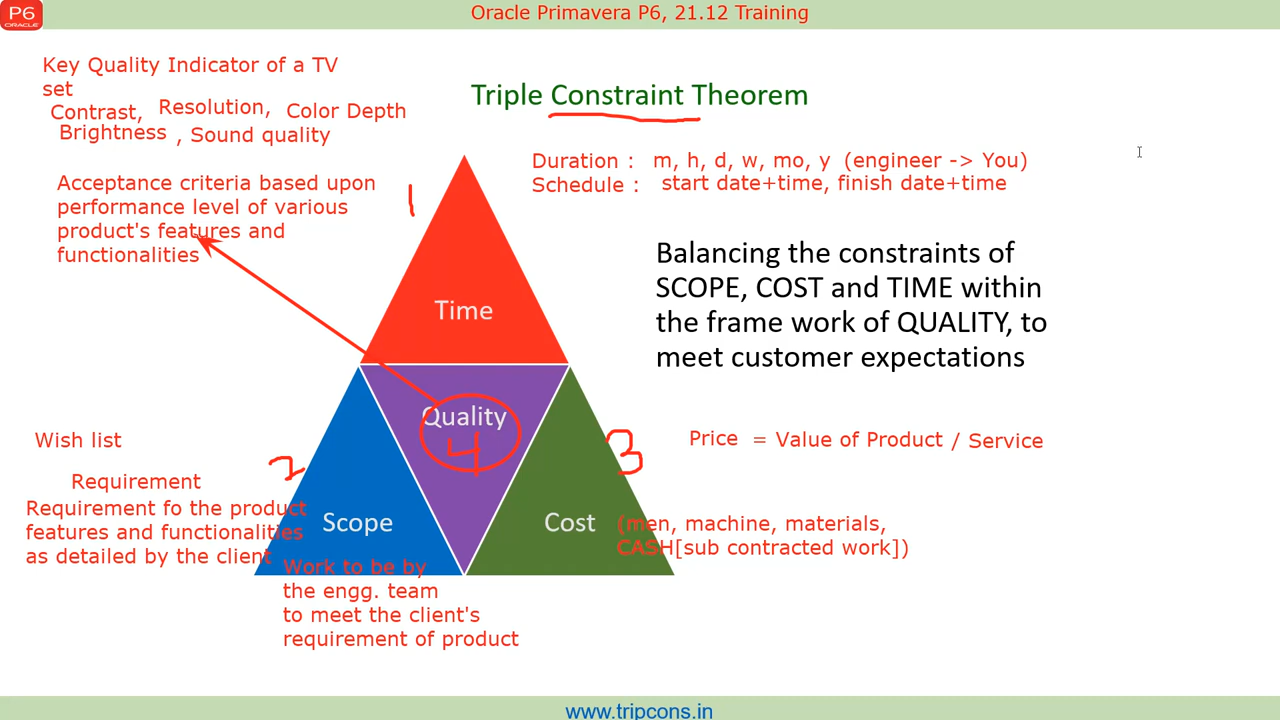 P6
ORACLE
Oracle Primavera P6, 21.12 Training
Key Quality Indicator of a TV
set
Contrast, Resolution, Color Depth
Brightness , Sound quality
Triple Constraint Theorem
Duration : m, h, d, w, mo, y (engineer -> You)
Schedule : start date+time, finish date+time
Acceptance criteria based upon
performance level of various
product's features and
functionalities
1
Balancing the constraints of
SCOPE, COST and TIME within
the frame work of QUALITY, to
meet customer expectations
Time
Quality
4
Wish list
2
3
Price = Value of Product / Service
Requirement
Requirement fo the product
features and functionalities
as detailed by the client
Scope
Cost
(men, machine, materials,
CASH[sub contracted work])
Work to be by
the engg. team
to meet the client's
requirement of product
www.tripcons.in